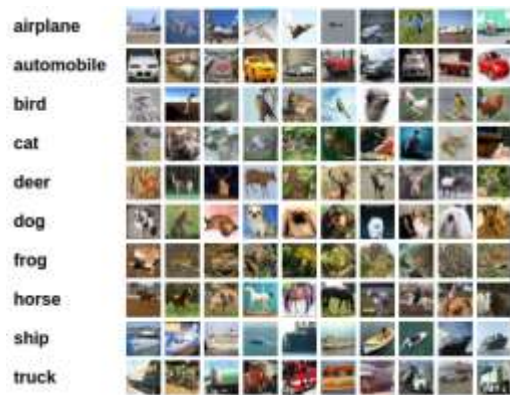 airplane
automobile
bird
cat
deer
dog
frog
horse
ship
truck